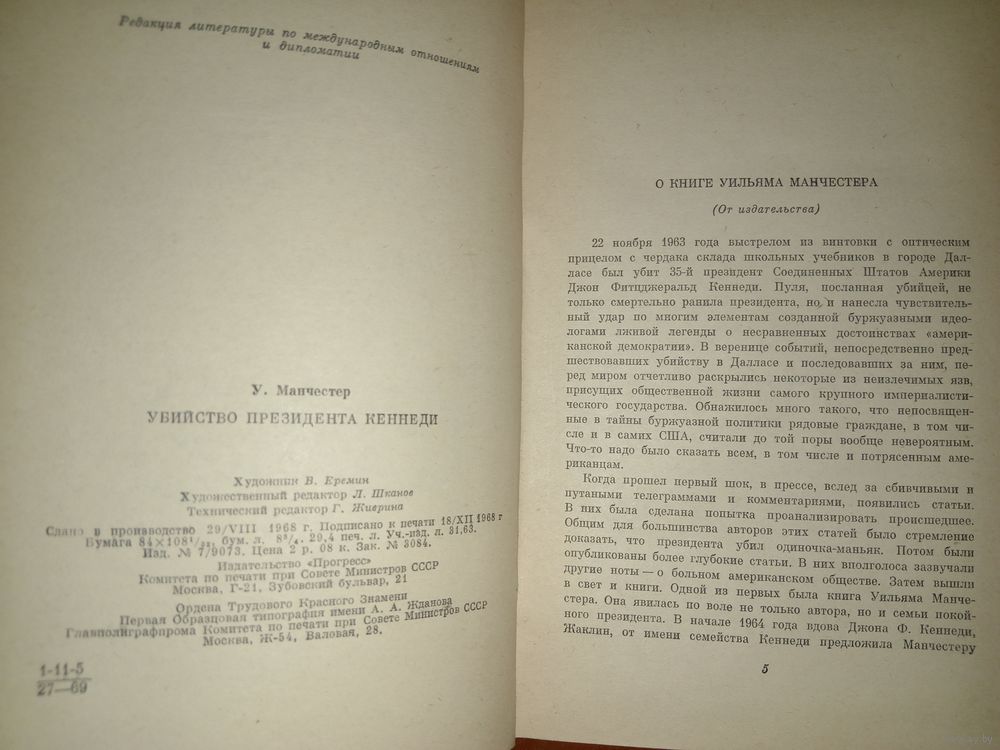 Редакция литературы по международным отношениям
и дипломатии
У. Манчестер
УБИЙСТВО ПРЕЗИДЕНТА КЕННЕДИ
Художник В. Еремин
Художественный редактор Л. Шканов
Технический редактор Г. Живрина
Сдано в производство 29/VIII 1968 г. Подписано к печати 18/XII 1968 г
Бумага 84×108¹/₃₂, бум. л. 8³/₄. 29,4 печ. л. Уч.-изд. л. 31,63.
Изд. № 7/9073. Цена 2 р. 08 к. Зак. № 3084.
Издательство «Прогресс»
Комитета по печати при Совете Министров СССР
Москва, Г-21, Зубовский бульвар, 21
Ордена Трудового Красного Знамени
Первая Образцовая типография имени А. А. Жданова
Главполиграфпрома Комитета по печати при Совете Министров СССР
Москва, Ж-54, Валовая, 28.
1-11-5
27—69
О КНИГЕ УИЛЬЯМА МАНЧЕСТЕРА
(От издательства)
22 ноября 1963 года выстрелом из винтовки с оптическим
прицелом с чердака склада школьных учебников в городе Дал-
ласе был убит 35-й президент Соединенных Штатов Америки
Джон Фитцджеральд Кеннеди. Пуля, посланная убийцей, не
только смертельно ранила президента, но и нанесла чувствитель-
ный удар по многим элементам созданной буржуазными идео-
логами лживой легенды о несравненных достоинствах «амери-
канской демократии». В веренице событий, непосредственно пред-
шествовавших убийству в Далласе и последовавших за ним, пе-
ред миром отчетливо раскрылись некоторые из неизлечимых язв,
присущих общественной жизни самого крупного империалисти-
ческого государства. Обнажилось много такого, что непосвящен-
ные в тайны буржуазной политики рядовые граждане, в том чи-
сле и в самих США, считали до той поры вообще невероятным.
Что-то надо было сказать всем, в том числе и потрясенным аме-
риканцам.
Когда прошел первый шок, в прессе, вслед за сбивчивыми и
путаными телеграммами и комментариями, появились статьи.
В них была сделана попытка проанализировать происшедшее.
Общим для большинства авторов этих статей было стремление
доказать, что президента убил одиночка-маньяк. Потом были
опубликованы более глубокие статьи. В них вполголоса зазвучали
другие ноты — о больном американском обществе. Затем вышли
в свет и книги. Одной из первых была книга Уильяма Манче-
стера. Она явилась по воле не только автора, но и семьи покой-
ного президента. В начале 1964 года вдова Джона Ф. Кеннеди,
Жаклин, от имени семейства Кеннеди предложила Манчестеру
5